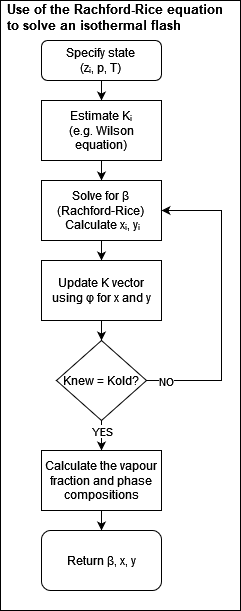 Use of the Rachford-Rice equation
to solve an isothermal flash
Specify state
(zᵢ, p, T)
Estimate Kᵢ
(e.g. Wilson
equation)
Solve for β
(Rachford-Rice)
Calculate xᵢ, yᵢ
Update K vector
using φ for x and y
Knew = Kold?
NO
YES
Calculate the vapour
fraction and phase
compositions
Return β, x, y